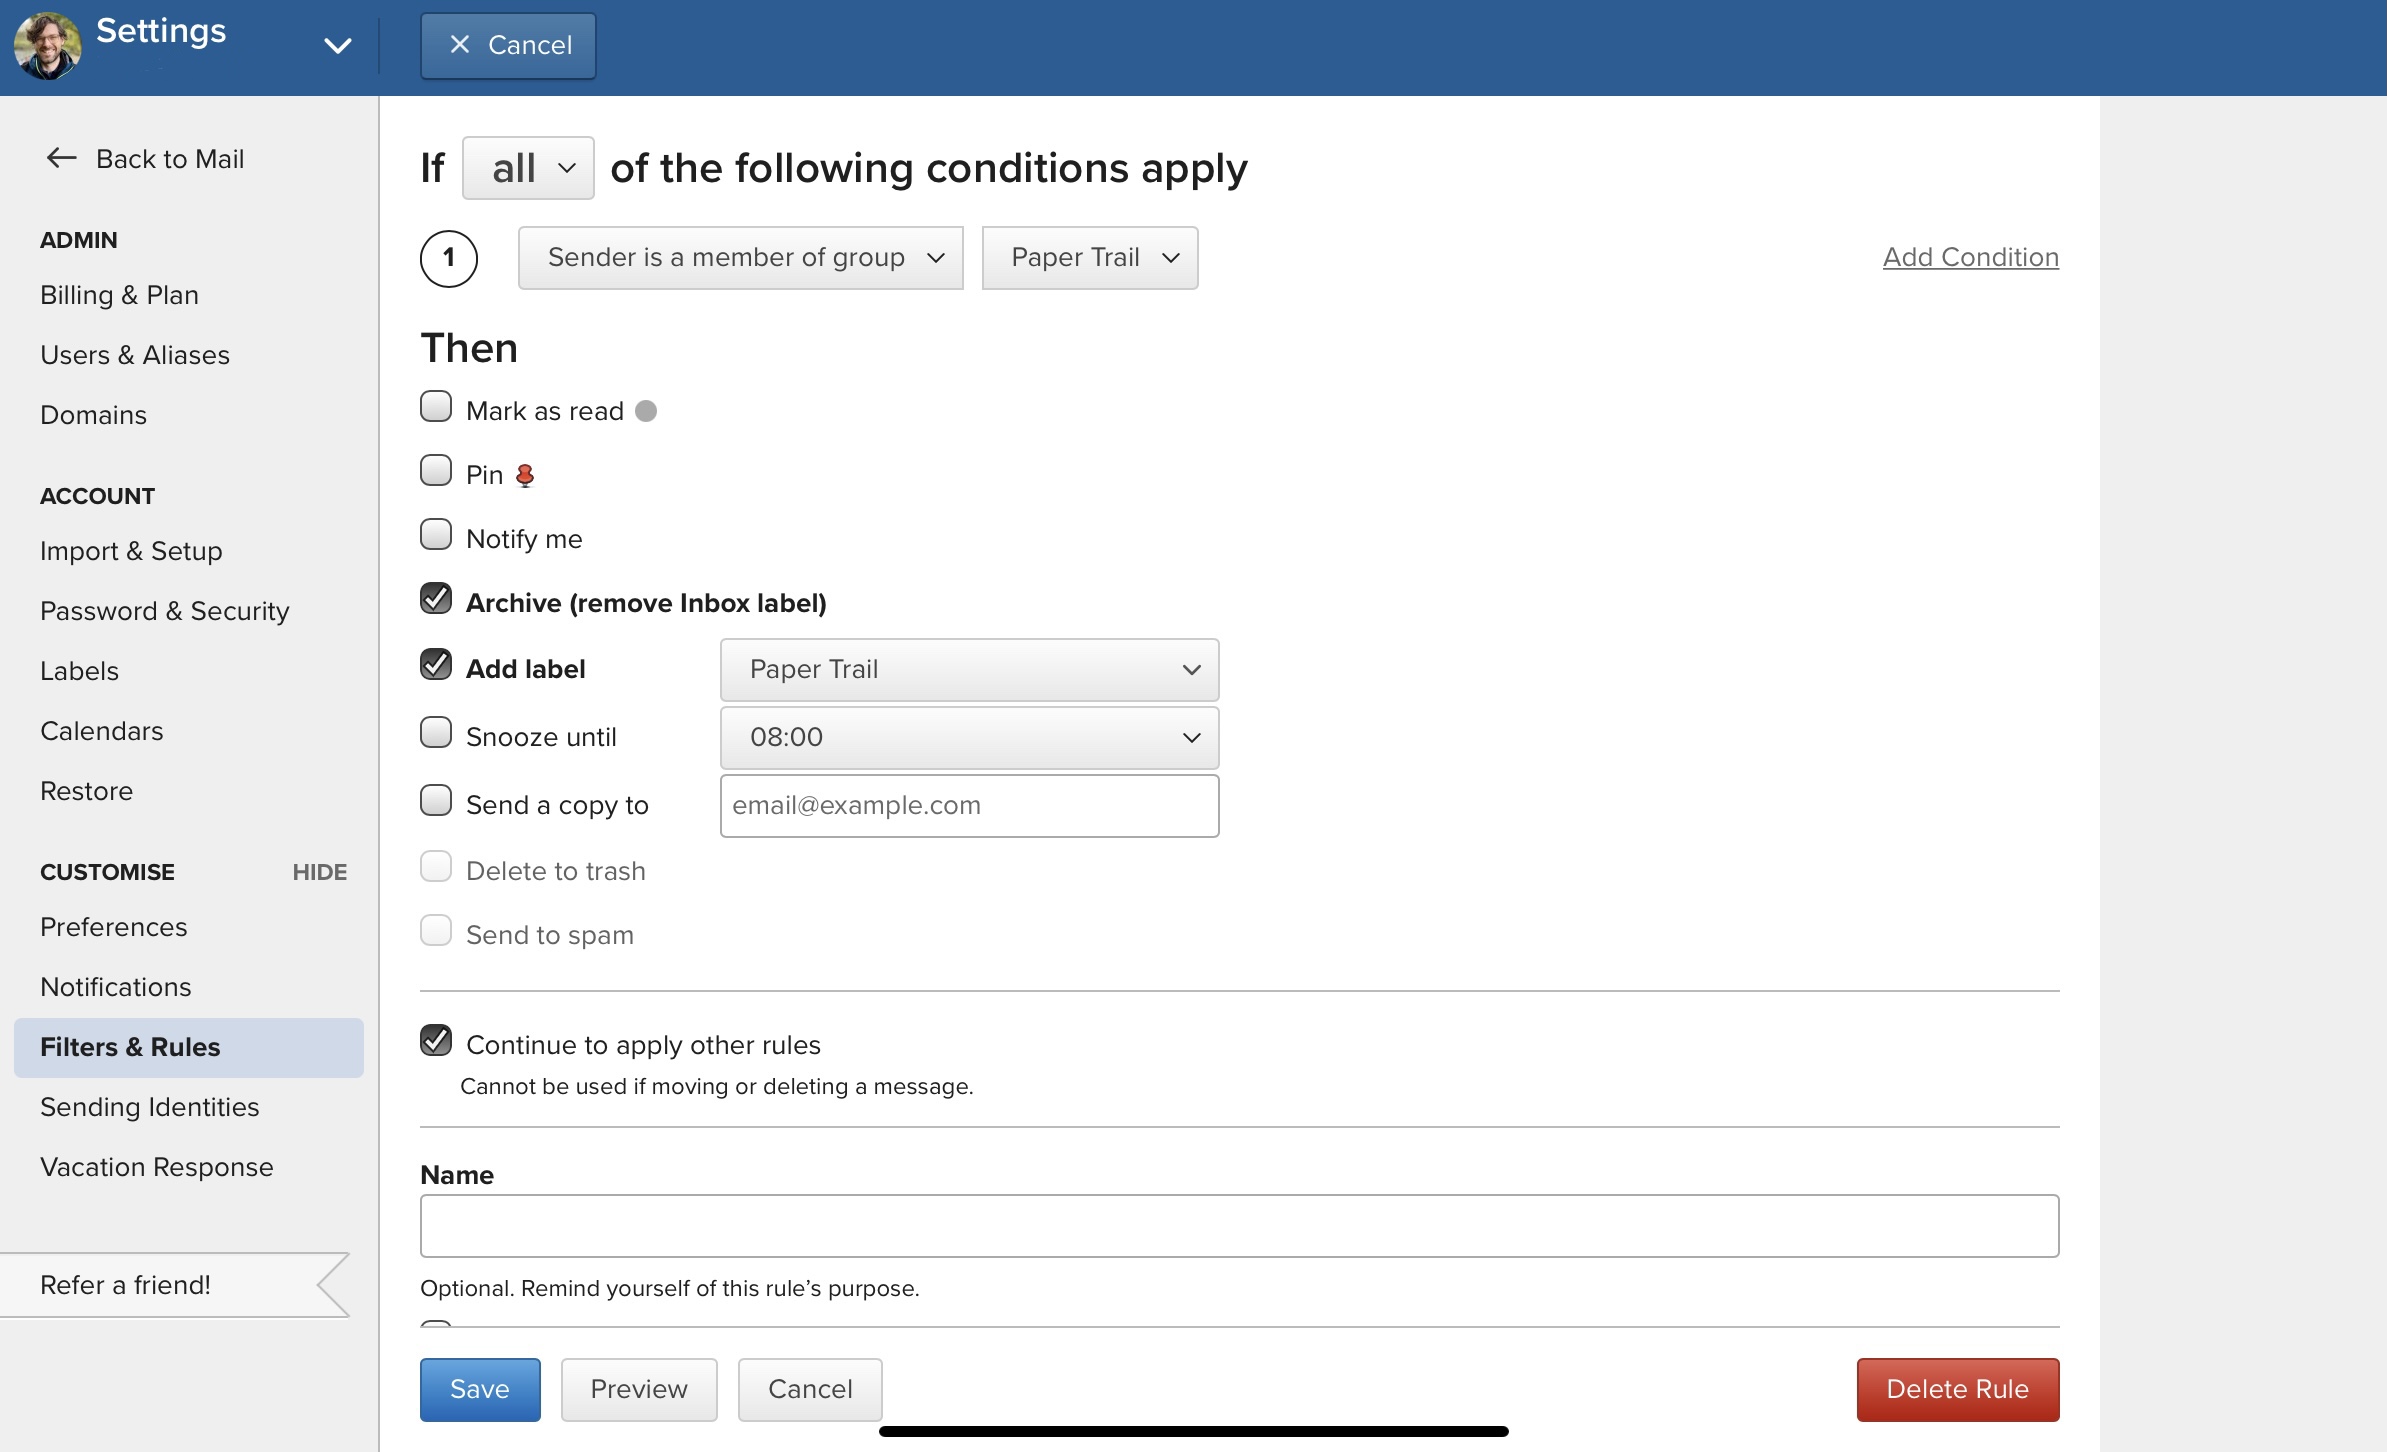 Settings
Cancel
Back to Mail
ADMIN
Billing & Plan
Users & Aliases
Domains
ACCOUNT
Import & Setup
Password & Security
Labels
Calendars
Restore
CUSTOMISE HIDE
Preferences
Notifications
Filters & Rules
Sending Identities
Vacation Response
Refer a friend!
If all of the following conditions apply
1 Sender is a member of group Paper Trail Add Condition
Then
Mark as read
Pin
Notify me
Archive (remove Inbox label)
Add label Paper Trail
Snooze until 08:00
Send a copy to email@example.com
Delete to trash
Send to spam
Continue to apply other rules
Cannot be used if moving or deleting a message.
Name
Optional. Remind yourself of this rule’s purpose.
Save Preview Cancel Delete Rule